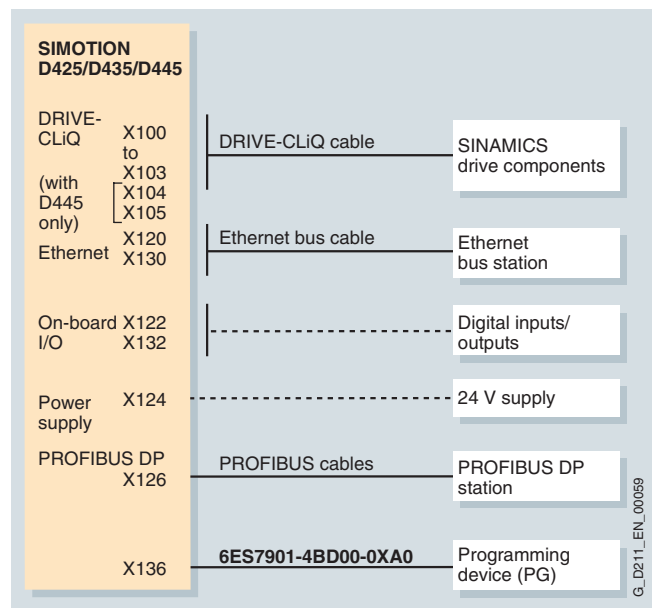 SIMOTION
D425/D435/D445
DRIVE-
CLiQ
X100
to
X103
(with
D445
only)
X104
X105
DRIVE-CLiQ cable
SINAMICS
drive components
Ethernet
X120
X130
Ethernet bus cable
Ethernet
bus station
On-board X122
I/O X132
Digital inputs/
outputs
Power
supply
X124
24 V supply
PROFIBUS DP
X126
PROFIBUS cables
PROFIBUS DP
station
X136
6ES7901-4BD00-0XA0
Programming
device (PG)
G_D211_EN_00059